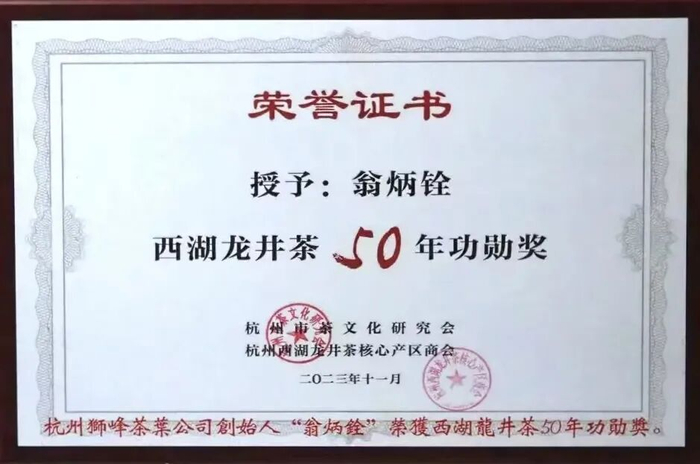 荣誉证书
授予：翁炳铨
西湖龙井茶50年功勋奖
杭州市茶文化研究会
杭州西湖龙井茶核心产区商会
二〇二三年十一月
杭州獅峰茶葉公司創始人“翁炳銓”榮獲西湖龍井茶50年功勛奖。